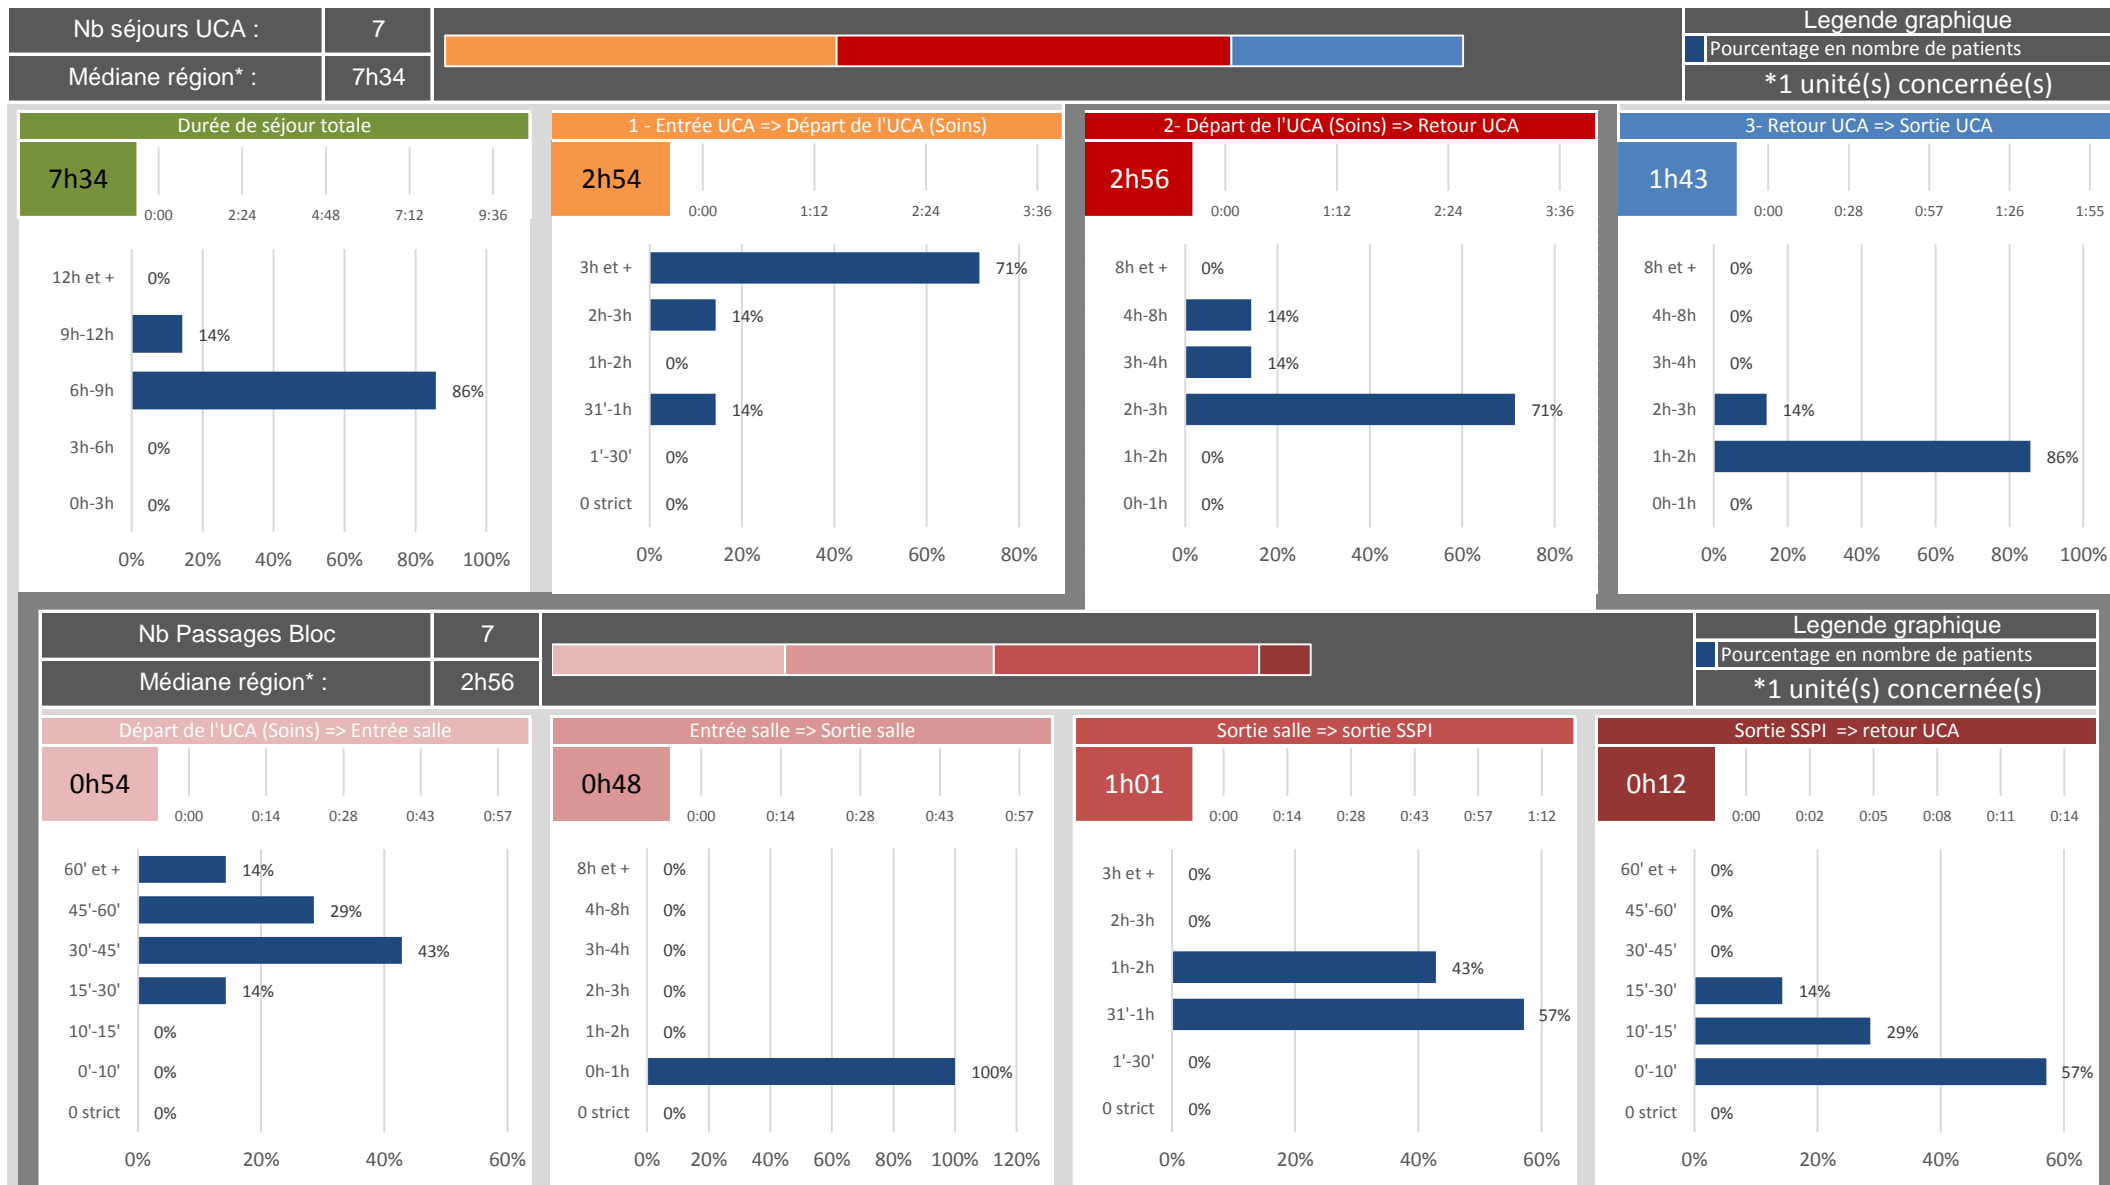 Nb séjours UCA :
7
Médiane région* :
7h34
Legende graphique
Pourcentage en nombre de patients
*1 unité(s) concernée(s)
Durée de séjour totale
7h34
0:00 2:24 4:48 7:12 9:36
12h et + 0%
9h-12h 14%
6h-9h 86%
3h-6h 0%
0h-3h 0%
0% 20% 40% 60% 80% 100%
1 - Entrée UCA => Départ de l'UCA (Soins)
2h54
0:00 1:12 2:24 3:36
3h et + 71%
2h-3h 14%
1h-2h 0%
31'-1h 14%
1'-30' 0%
0 strict 0%
0% 20% 40% 60% 80%
2- Départ de l'UCA (Soins) => Retour UCA
2h56
0:00 1:12 2:24 3:36
8h et + 0%
4h-8h 14%
3h-4h 14%
2h-3h 71%
1h-2h 0%
0h-1h 0%
0% 20% 40% 60% 80%
3- Retour UCA => Sortie UCA
1h43
0:00 0:28 0:57 1:26 1:55
8h et + 0%
4h-8h 0%
3h-4h 0%
2h-3h 14%
1h-2h 86%
0h-1h 0%
0% 20% 40% 60% 80% 100%
Nb Passages Bloc
7
Médiane région* :
2h56
Legende graphique
Pourcentage en nombre de patients
*1 unité(s) concernée(s)
Départ de l'UCA (Soins) => Entrée salle
0h54
0:00 0:14 0:28 0:43 0:57
60' et + 14%
45'-60' 29%
30'-45' 43%
15'-30' 14%
10'-15' 0%
0'-10' 0%
0 strict 0%
0% 20% 40% 60%
Entrée salle => Sortie salle
0h48
0:00 0:14 0:28 0:43 0:57
8h et + 0%
4h-8h 0%
3h-4h 0%
2h-3h 0%
1h-2h 0%
0h-1h 100%
0 strict 0%
0% 20% 40% 60% 80% 100% 120%
Sortie salle => sortie SSPI
1h01
0:00 0:14 0:28 0:43 0:57 1:12
3h et + 0%
2h-3h 0%
1h-2h 43%
31'-1h 57%
1'-30' 0%
0 strict 0%
0% 20% 40% 60%
Sortie SSPI => retour UCA
0h12
0:00 0:02 0:05 0:08 0:11 0:14
60' et + 0%
45'-60' 0%
30'-45' 0%
15'-30' 14%
10'-15' 29%
0'-10' 57%
0 strict 0%
0% 20% 40% 60%